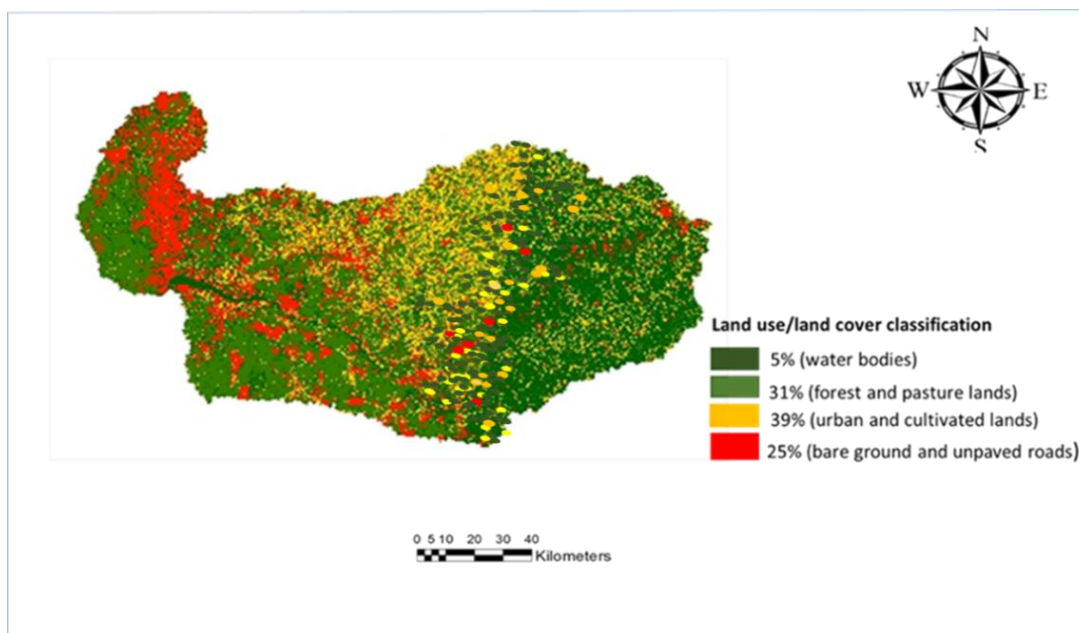 N
W E
S
Land use/land cover classification
5% (water bodies)
31% (forest and pasture lands)
39% (urban and cultivated lands)
25% (bare ground and unpaved roads)
0 5 10 20 30 40
Kilometers